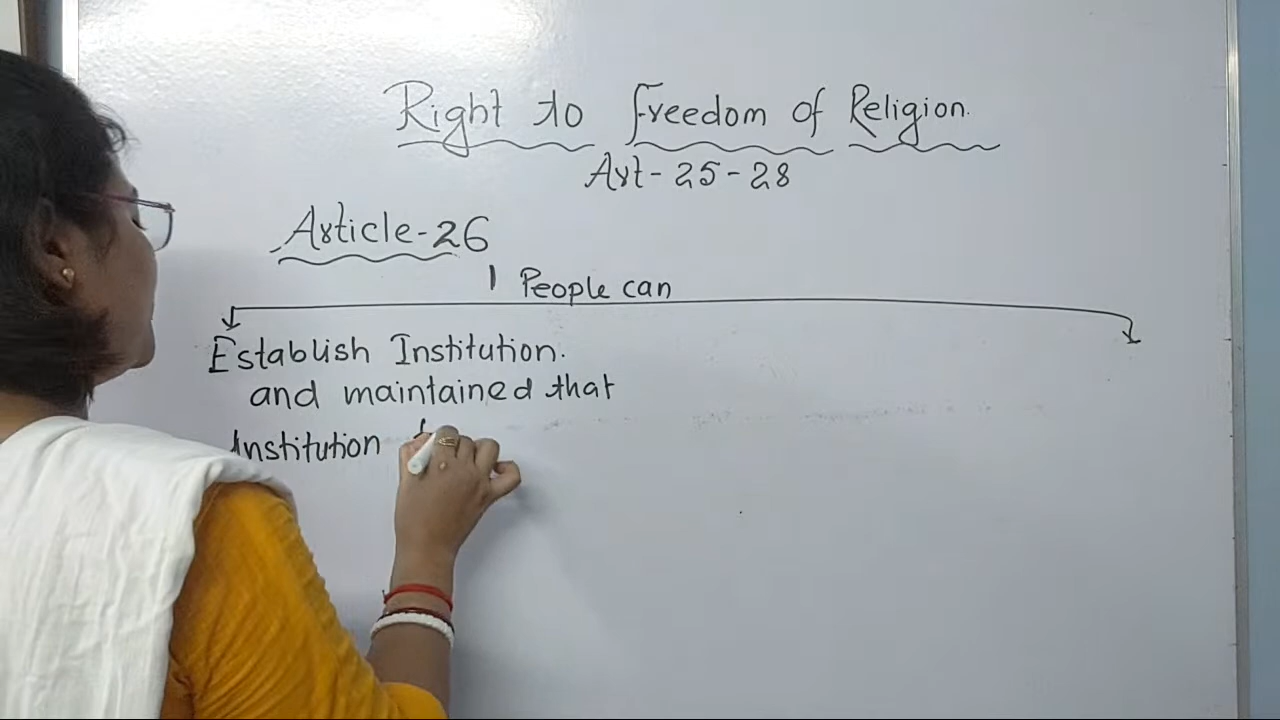 Right to Freedom of Religion.
Art-25-28
Article-26
People can
Establish Institution.
and maintained that
Institution